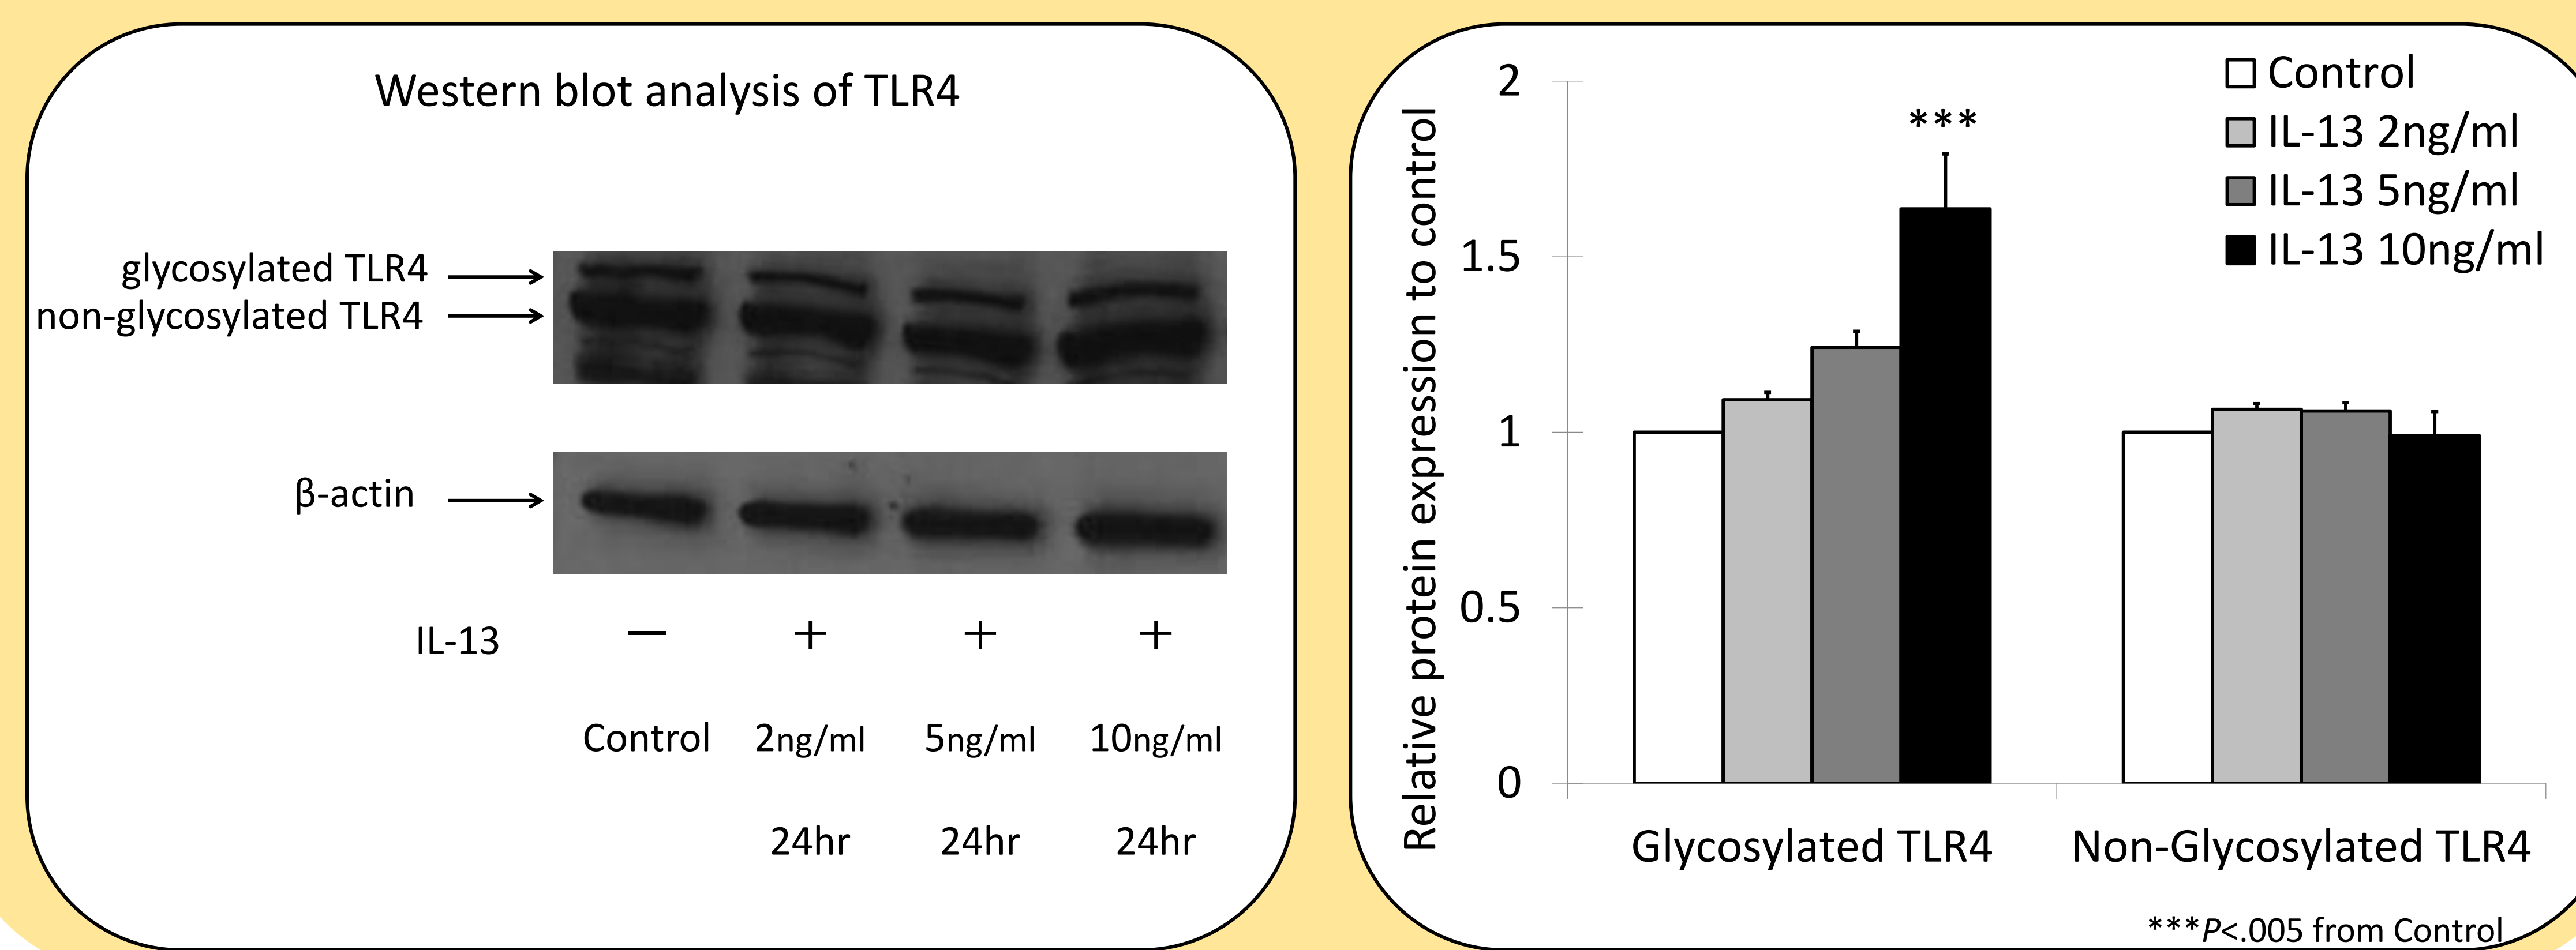 Western blot analysis of TLR4
glycosylated TLR4
non-glycosylated TLR4
β-actin
IL-13 — + + +
Control 2ng/ml 5ng/ml 10ng/ml
24hr 24hr 24hr
Relative protein expression to control
2
1.5
1
0.5
0
***
Control
IL-13 2ng/ml
IL-13 5ng/ml
IL-13 10ng/ml
Glycosylated TLR4 Non-Glycosylated TLR4
***P<.005 from Control